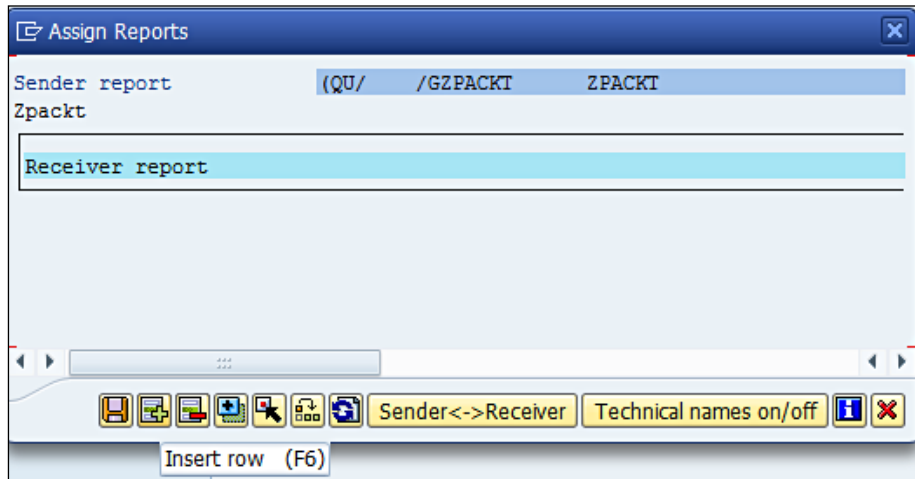 Assign Reports
Sender report (QU/ /GZPACKT ZPACKT
Zpackt
Receiver report
Sender<->Receiver Technical names on/off
Insert row (F6)